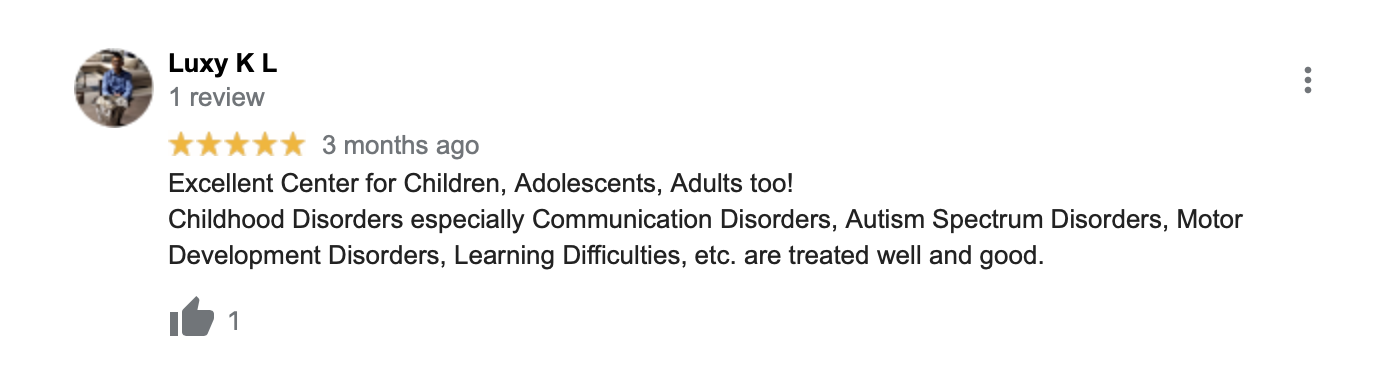 Luxy K L
1 review
3 months ago
Excellent Center for Children, Adolescents, Adults too!
Childhood Disorders especially Communication Disorders, Autism Spectrum Disorders, Motor
Development Disorders, Learning Difficulties, etc. are treated well and good.
1